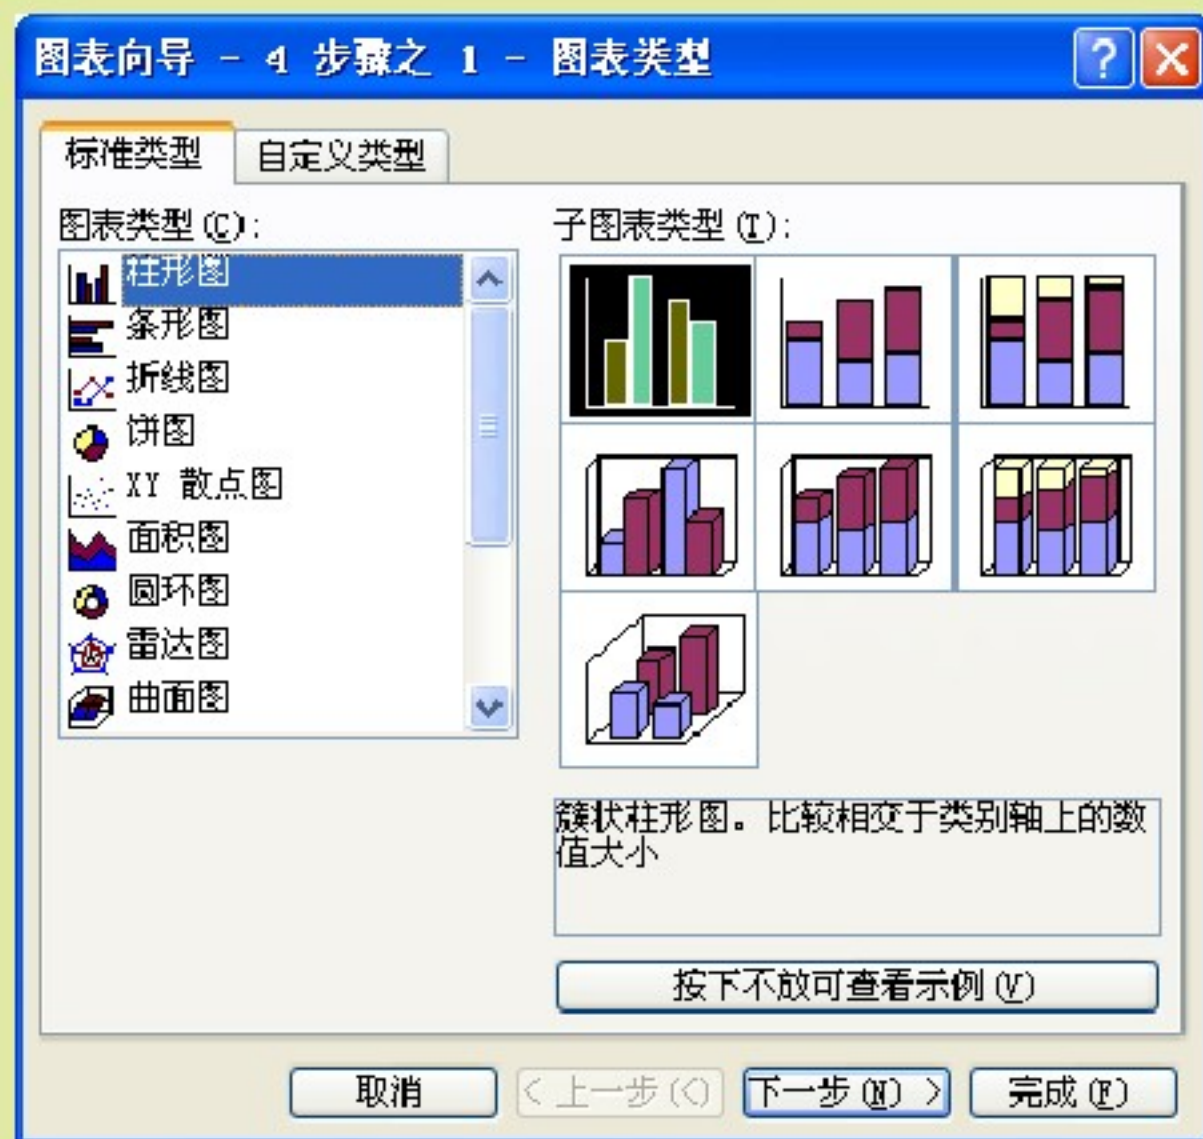 图表向导 - 4 步骤之 1 - 图表类型
标准类型 自定义类型
图表类型(C):
柱形图
条形图
折线图
饼图
XY 散点图
面积图
圆环图
雷达图
曲面图
子图表类型(T):
簇状柱形图。比较相交于类别轴上的数
值大小
按下不放可查看示例(V)
取消 < 上一步(<) 下一步(N) > 完成(F)